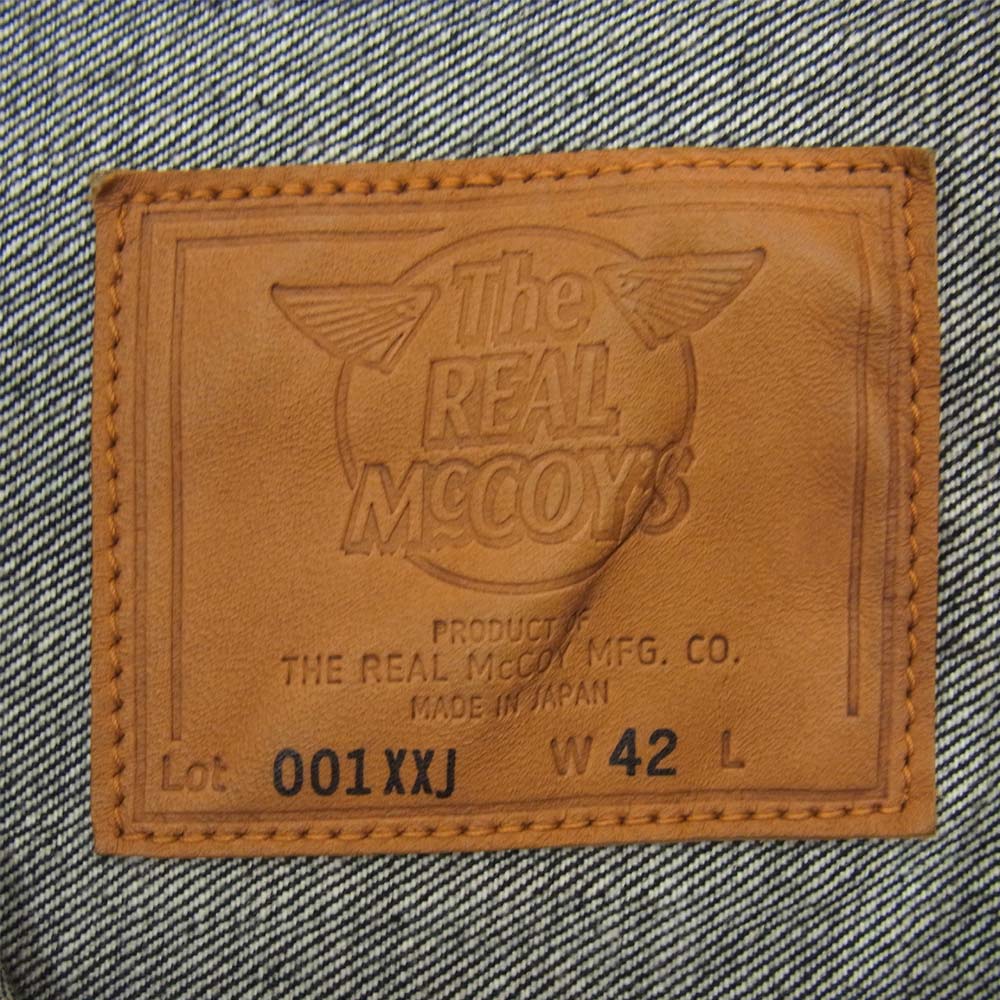 The
REAL
McCOY'S
PRODUCT OF
THE REAL McCOY MFG. CO.
MADE IN JAPAN
Lot 001XXJ W 42 L